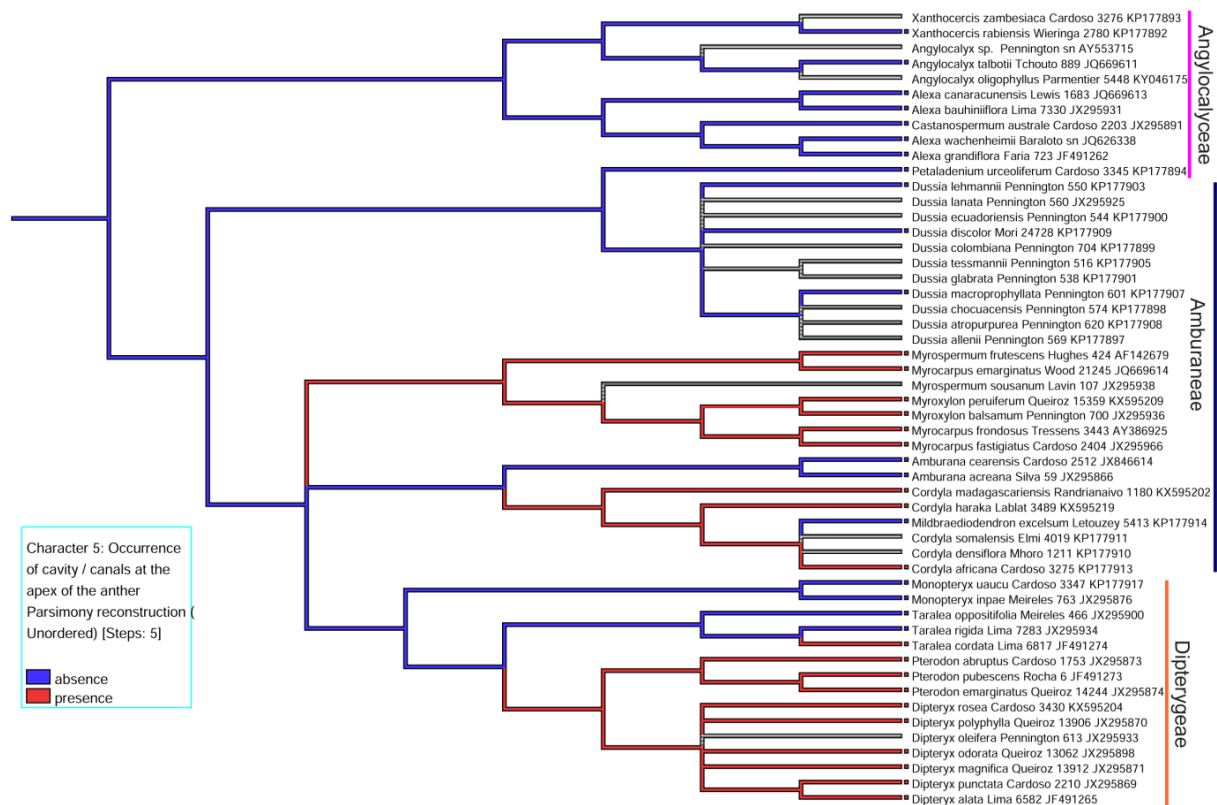 Xanthocercis zambesiaca Cardoso 3276 KP177893
Xanthocercis rabiensis Wieringa 2780 KP177892
Angylocalyx sp. Pennington sn AY553715
Angylocalyx talbotii Tchouto 889 JQ669611
Angylocalyx oligophyllus Parmentier 5448 KY046175
Alexa canaracunensis Lewis 1683 JQ669613
Alexa bauhiniiflora Lima 7330 JX295931
Castanospermum australe Cardoso 2203 JX295891
Alexa wachenheimii Baraloto sn JQ626338
Alexa grandiflora Faria 723 JF491262
Petaladenium urceoliferum Cardoso 3345 KP177894
Angylocalyceae
Dussia lehmannii Pennington 550 KP177903
Dussia lanata Pennington 560 JX295925
Dussia ecuadoriensis Pennington 544 KP177900
Dussia discolor Mori 24728 KP177909
Dussia colombiana Pennington 704 KP177899
Dussia tessmannii Pennington 516 KP177905
Dussia glabrata Pennington 538 KP177901
Dussia macroprophyllata Pennington 601 KP177907
Dussia chocuacensis Pennington 574 KP177898
Dussia atropurpurea Pennington 620 KP177908
Dussia allenii Pennington 569 KP177897
Myrospermum frutescens Hughes 424 AF142679
Myrocarpus emarginatus Wood 21245 JQ669614
Myrospermum sousanum Lavin 107 JX295938
Myroxylon peruiferum Queiroz 15359 KX595209
Myroxylon balsamum Pennington 700 JX295936
Myrocarpus frondosus Tressens 3443 AY386925
Myrocarpus fastigiatus Cardoso 2404 JX295966
Amburana cearensis Cardoso 2512 JX846614
Amburana acreana Silva 59 JX295866
Cordyla madagascariensis Randrianaivo 1180 KX595202
Cordyla haraka Lablat 3489 KX595219
Mildbraediodendron excelsum Letouzey 5413 KP177914
Cordyla somalensis Elmi 4019 KP177911
Cordyla densiflora Mhoro 1211 KP177910
Cordyla africana Cardoso 3275 KP177913
Amburaneae
Monopteryx uaucu Cardoso 3347 KP177917
Monopteryx inpae Meireles 763 JX295876
Taralea oppositifolia Meireles 466 JX295900
Taralea rigida Lima 7283 JX295934
Taralea cordata Lima 6817 JF491274
Pterodon abruptus Cardoso 1753 JX295873
Pterodon pubescens Rocha 6 JF491273
Pterodon emarginatus Queiroz 14244 JX295874
Dipteryx rosea Cardoso 3430 KX595204
Dipteryx polyphylla Queiroz 13906 JX295870
Dipteryx oleifera Pennington 613 JX295933
Dipteryx odorata Queiroz 13062 JX295898
Dipteryx magnifica Queiroz 13912 JX295871
Dipteryx punctata Cardoso 2210 JX295869
Dipteryx alata Lima 6582 JF491265
Dipterygeae
Character 5: Occurrence
of cavity / canals at the
apex of the anther
Parsimony reconstruction (
Unordered) [Steps: 5]
absence
presence